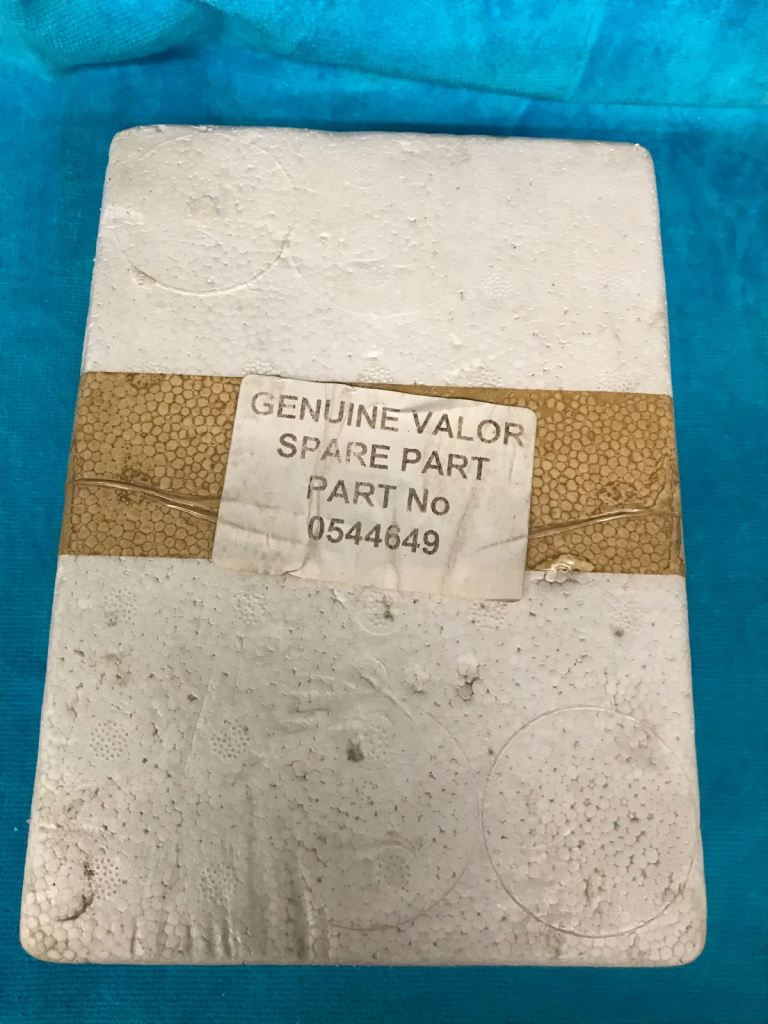 GENUINE VALOR
SPARE PART
PART No
0544649